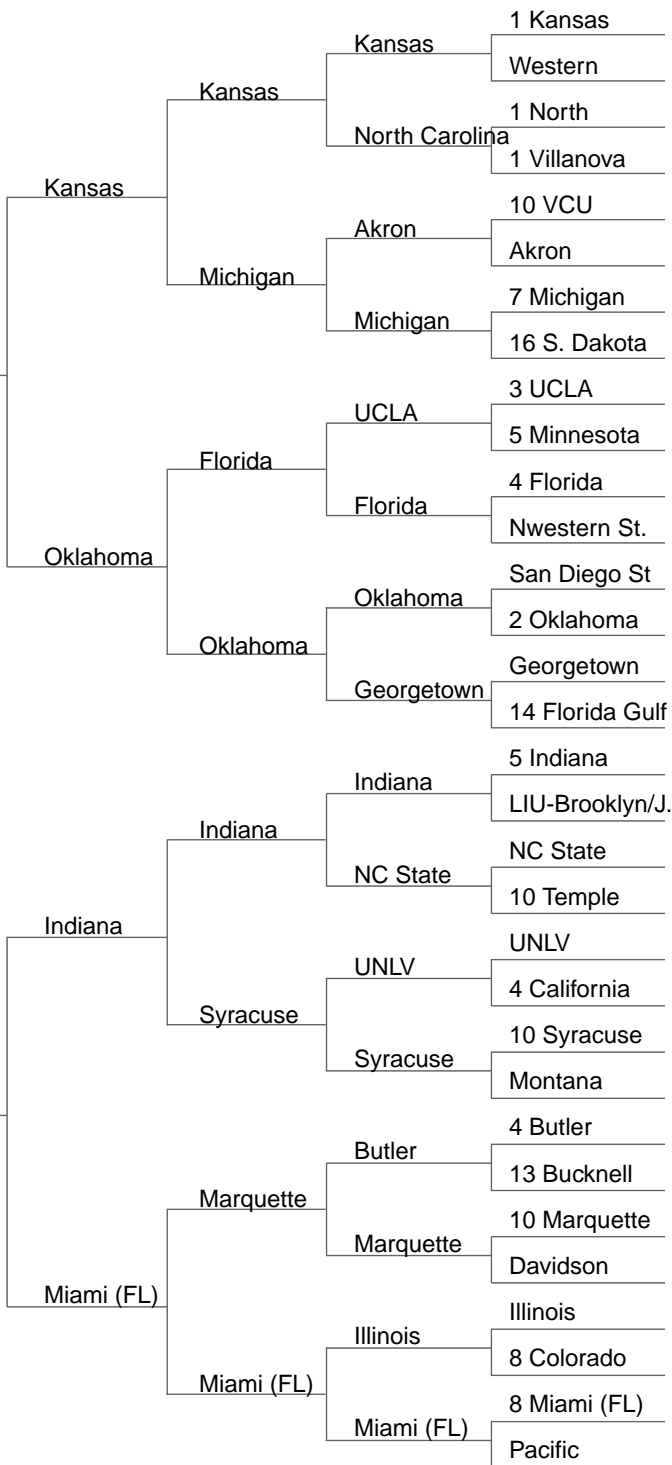 1 Kansas
Kansas
Western
Kansas
1 North
North Carolina
1 Villanova
Kansas
10 VCU
Akron
Akron
Michigan
7 Michigan
Michigan
16 S. Dakota
3 UCLA
UCLA
5 Minnesota
Florida
4 Florida
Florida
Nwestern St.
Oklahoma
San Diego St
Oklahoma
2 Oklahoma
Oklahoma
Georgetown
Georgetown
14 Florida Gulf
5 Indiana
Indiana
LIU-Brooklyn/J.
Indiana
NC State
NC State
10 Temple
Indiana
UNLV
UNLV
4 California
Syracuse
10 Syracuse
Syracuse
Montana
4 Butler
Butler
13 Bucknell
Marquette
10 Marquette
Marquette
Davidson
Miami (FL)
Illinois
Illinois
8 Colorado
Miami (FL)
8 Miami (FL)
Miami (FL)
Pacific